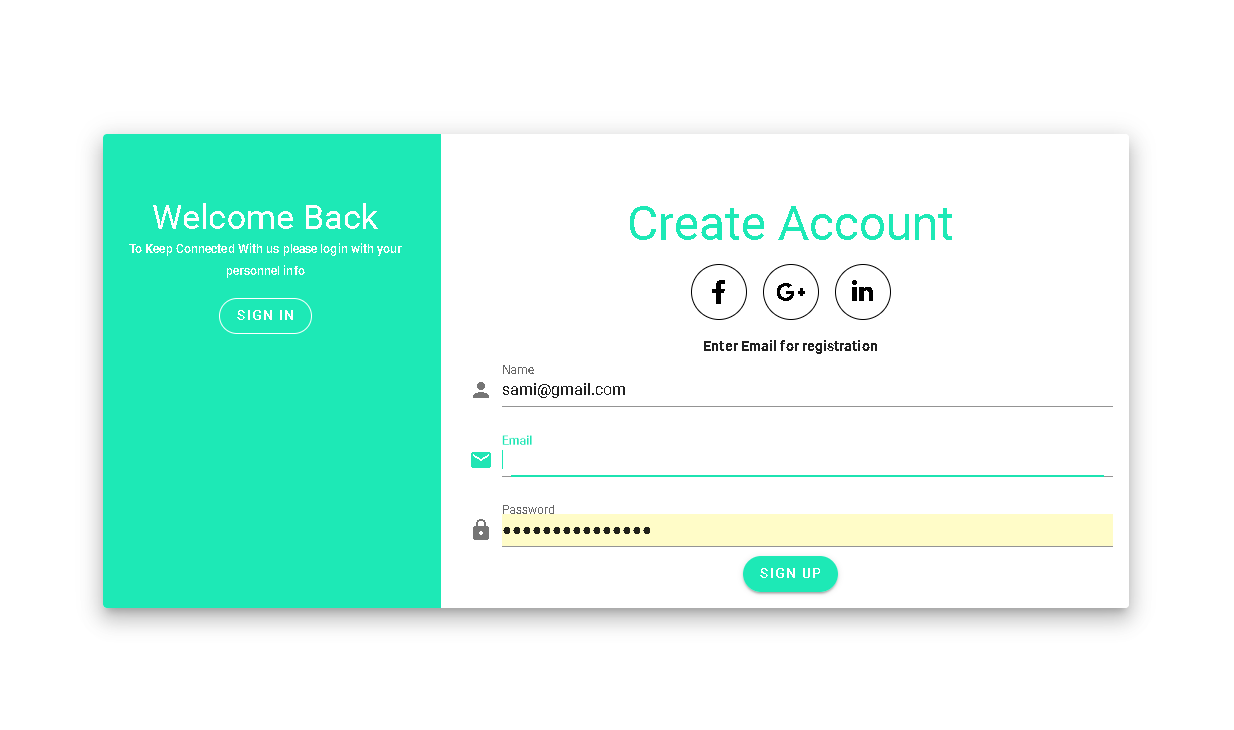 Welcome Back
To Keep Connected With us please login with your
personnel info
SIGN IN
Create Account
f
G+
in
Enter Email for registration
Name
sami@gmail.com
Email
Password
SIGN UP